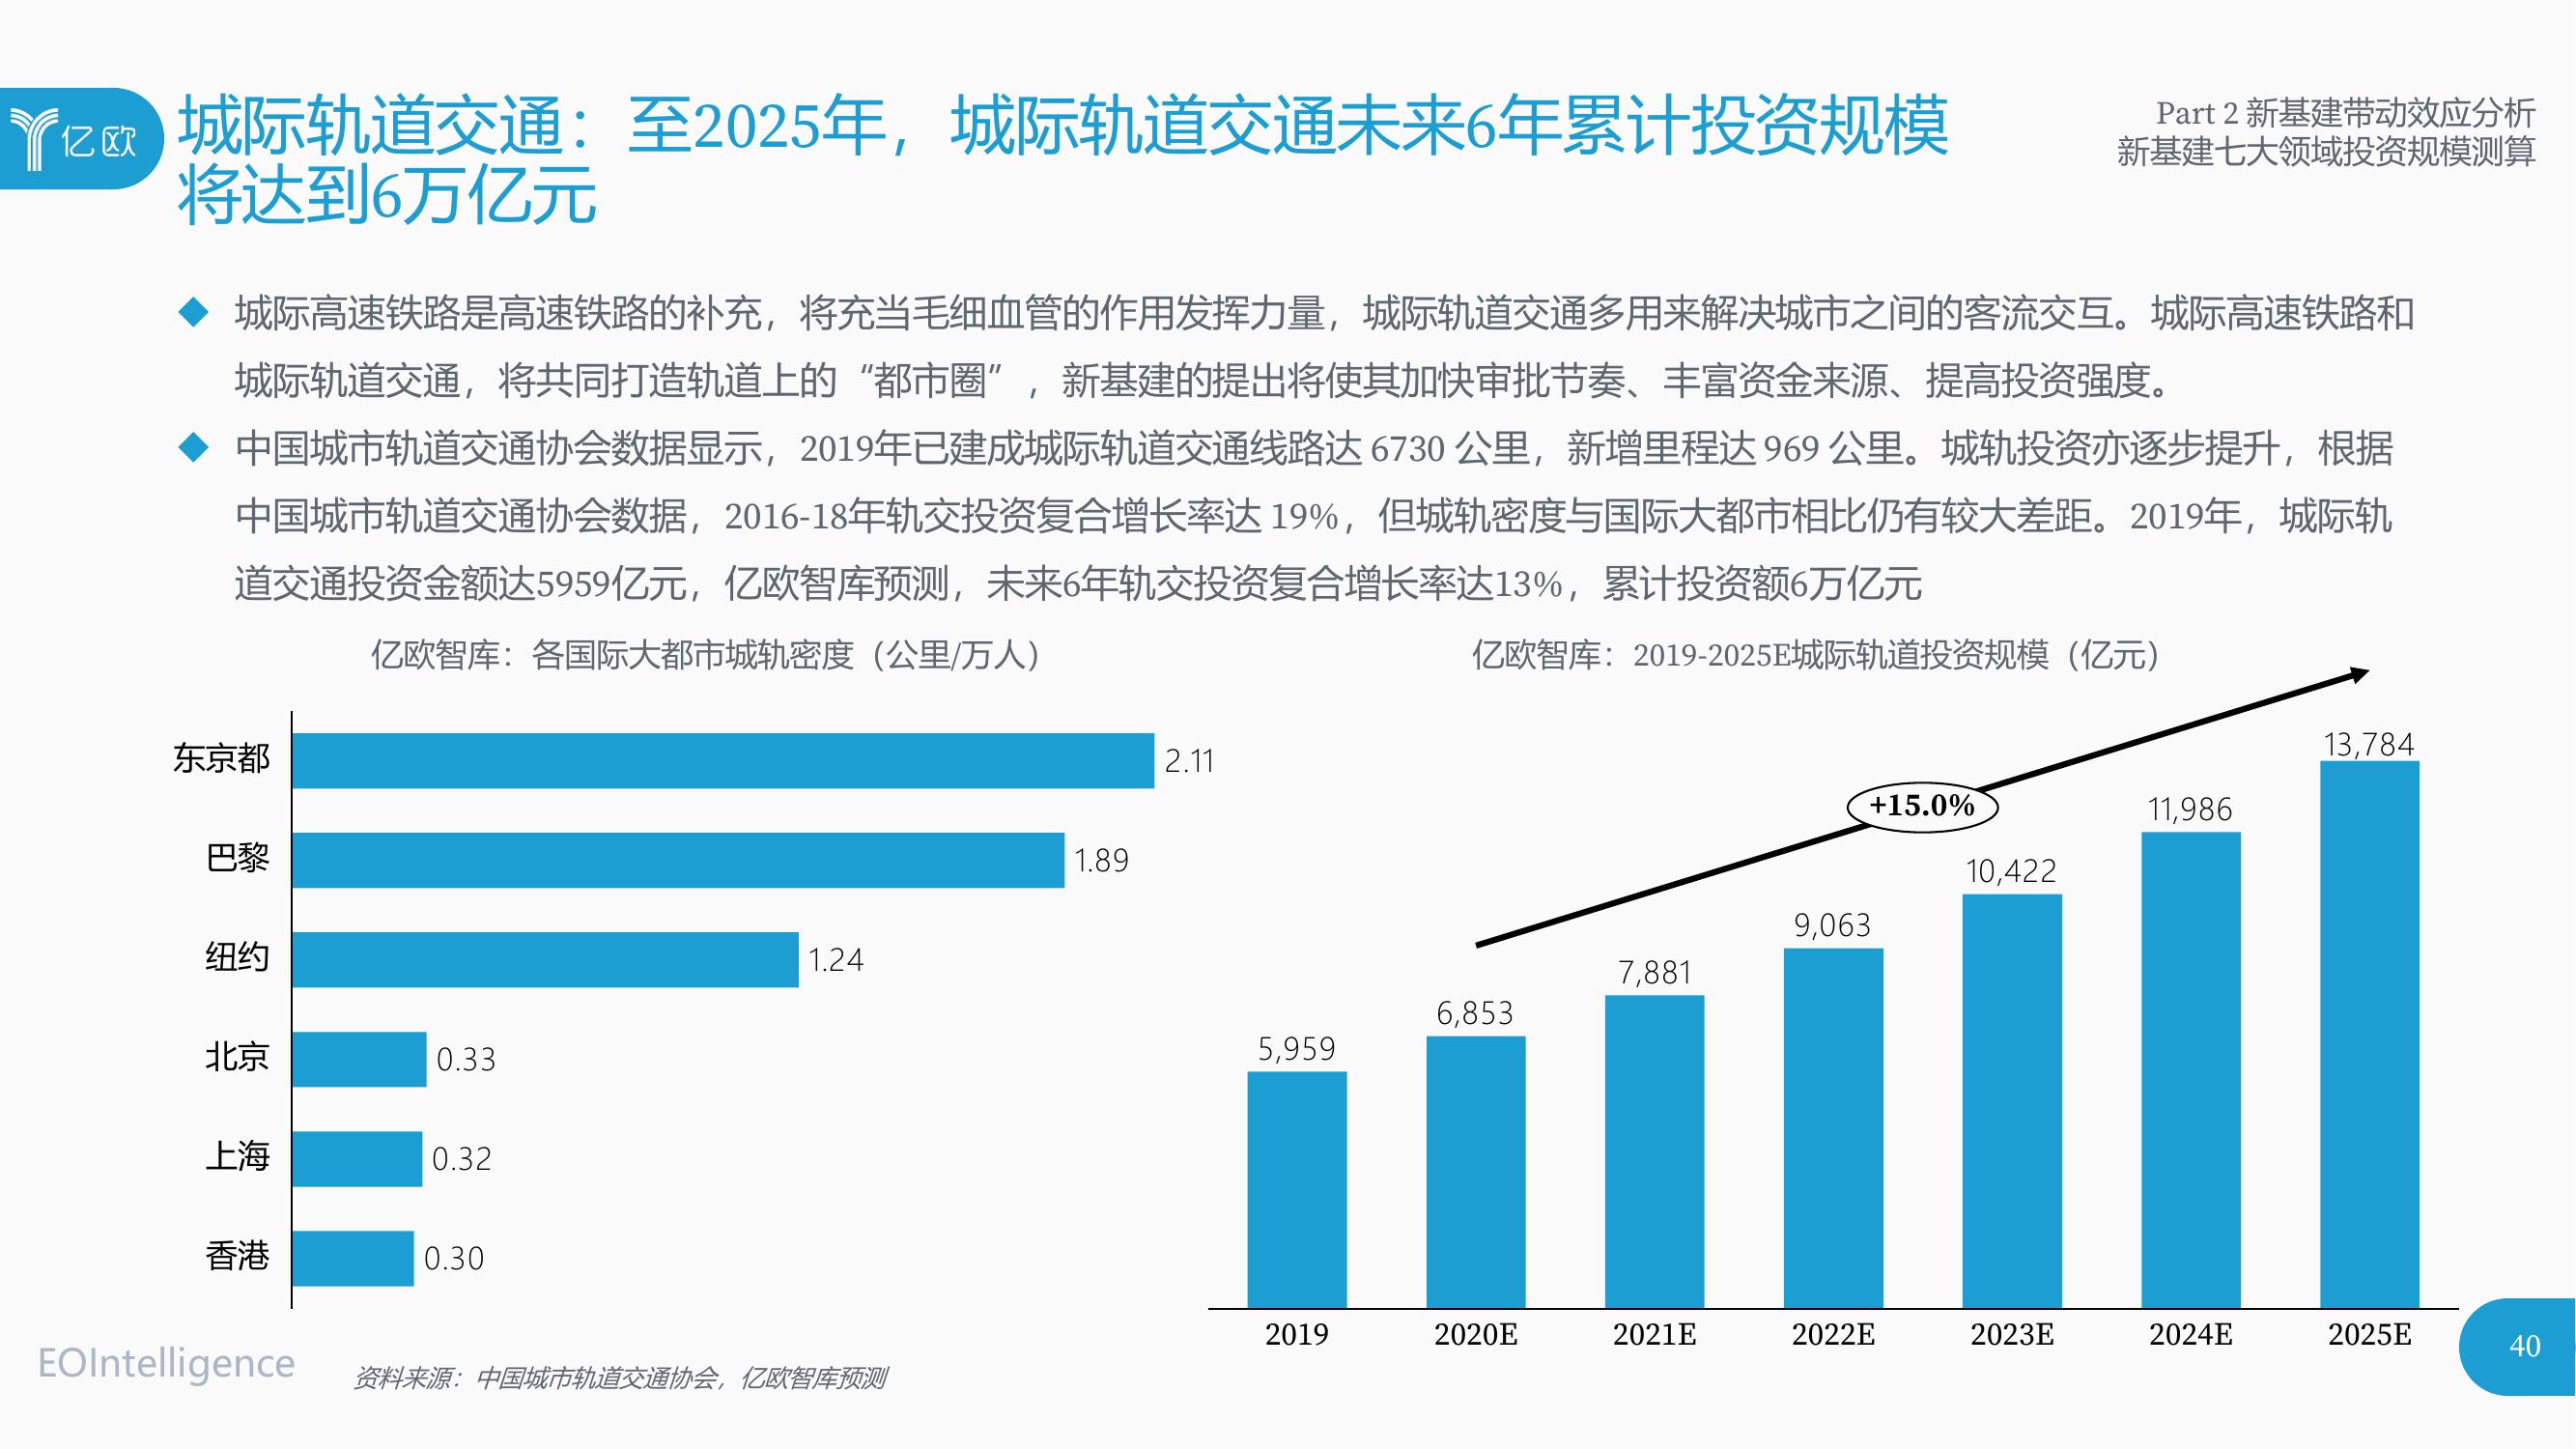 亿欧
城际轨道交通：至2025年，城际轨道交通未来6年累计投资规模
将达到6万亿元
Part 2 新基建带动效应分析
新基建七大领域投资规模测算
城际高速铁路是高速铁路的补充，将充当毛细血管的作用发挥力量，城际轨道交通多用来解决城市之间的客流交互。城际高速铁路和
城际轨道交通，将共同打造轨道上的“都市圈”，新基建的提出将使其加快审批节奏、丰富资金来源、提高投资强度。
中国城市轨道交通协会数据显示，2019年已建成城际轨道交通线路达 6730 公里，新增里程达 969 公里。城轨投资亦逐步提升，根据
中国城市轨道交通协会数据，2016-18年轨交投资复合增长率达 19%，但城轨密度与国际大都市相比仍有较大差距。2019年，城际轨
道交通投资金额达5959亿元，亿欧智库预测，未来6年轨交投资复合增长率达13%，累计投资额6万亿元
亿欧智库：各国际大都市城轨密度（公里/万人）
东京都 2.11
巴黎 1.89
纽约 1.24
北京 0.33
上海 0.32
香港 0.30
亿欧智库：2019-2025E城际轨道投资规模（亿元）
+15.0%
5,959 6,853 7,881 9,063 10,422 11,986 13,784
2019 2020E 2021E 2022E 2023E 2024E 2025E
EOIntelligence
资料来源：中国城市轨道交通协会，亿欧智库预测
40